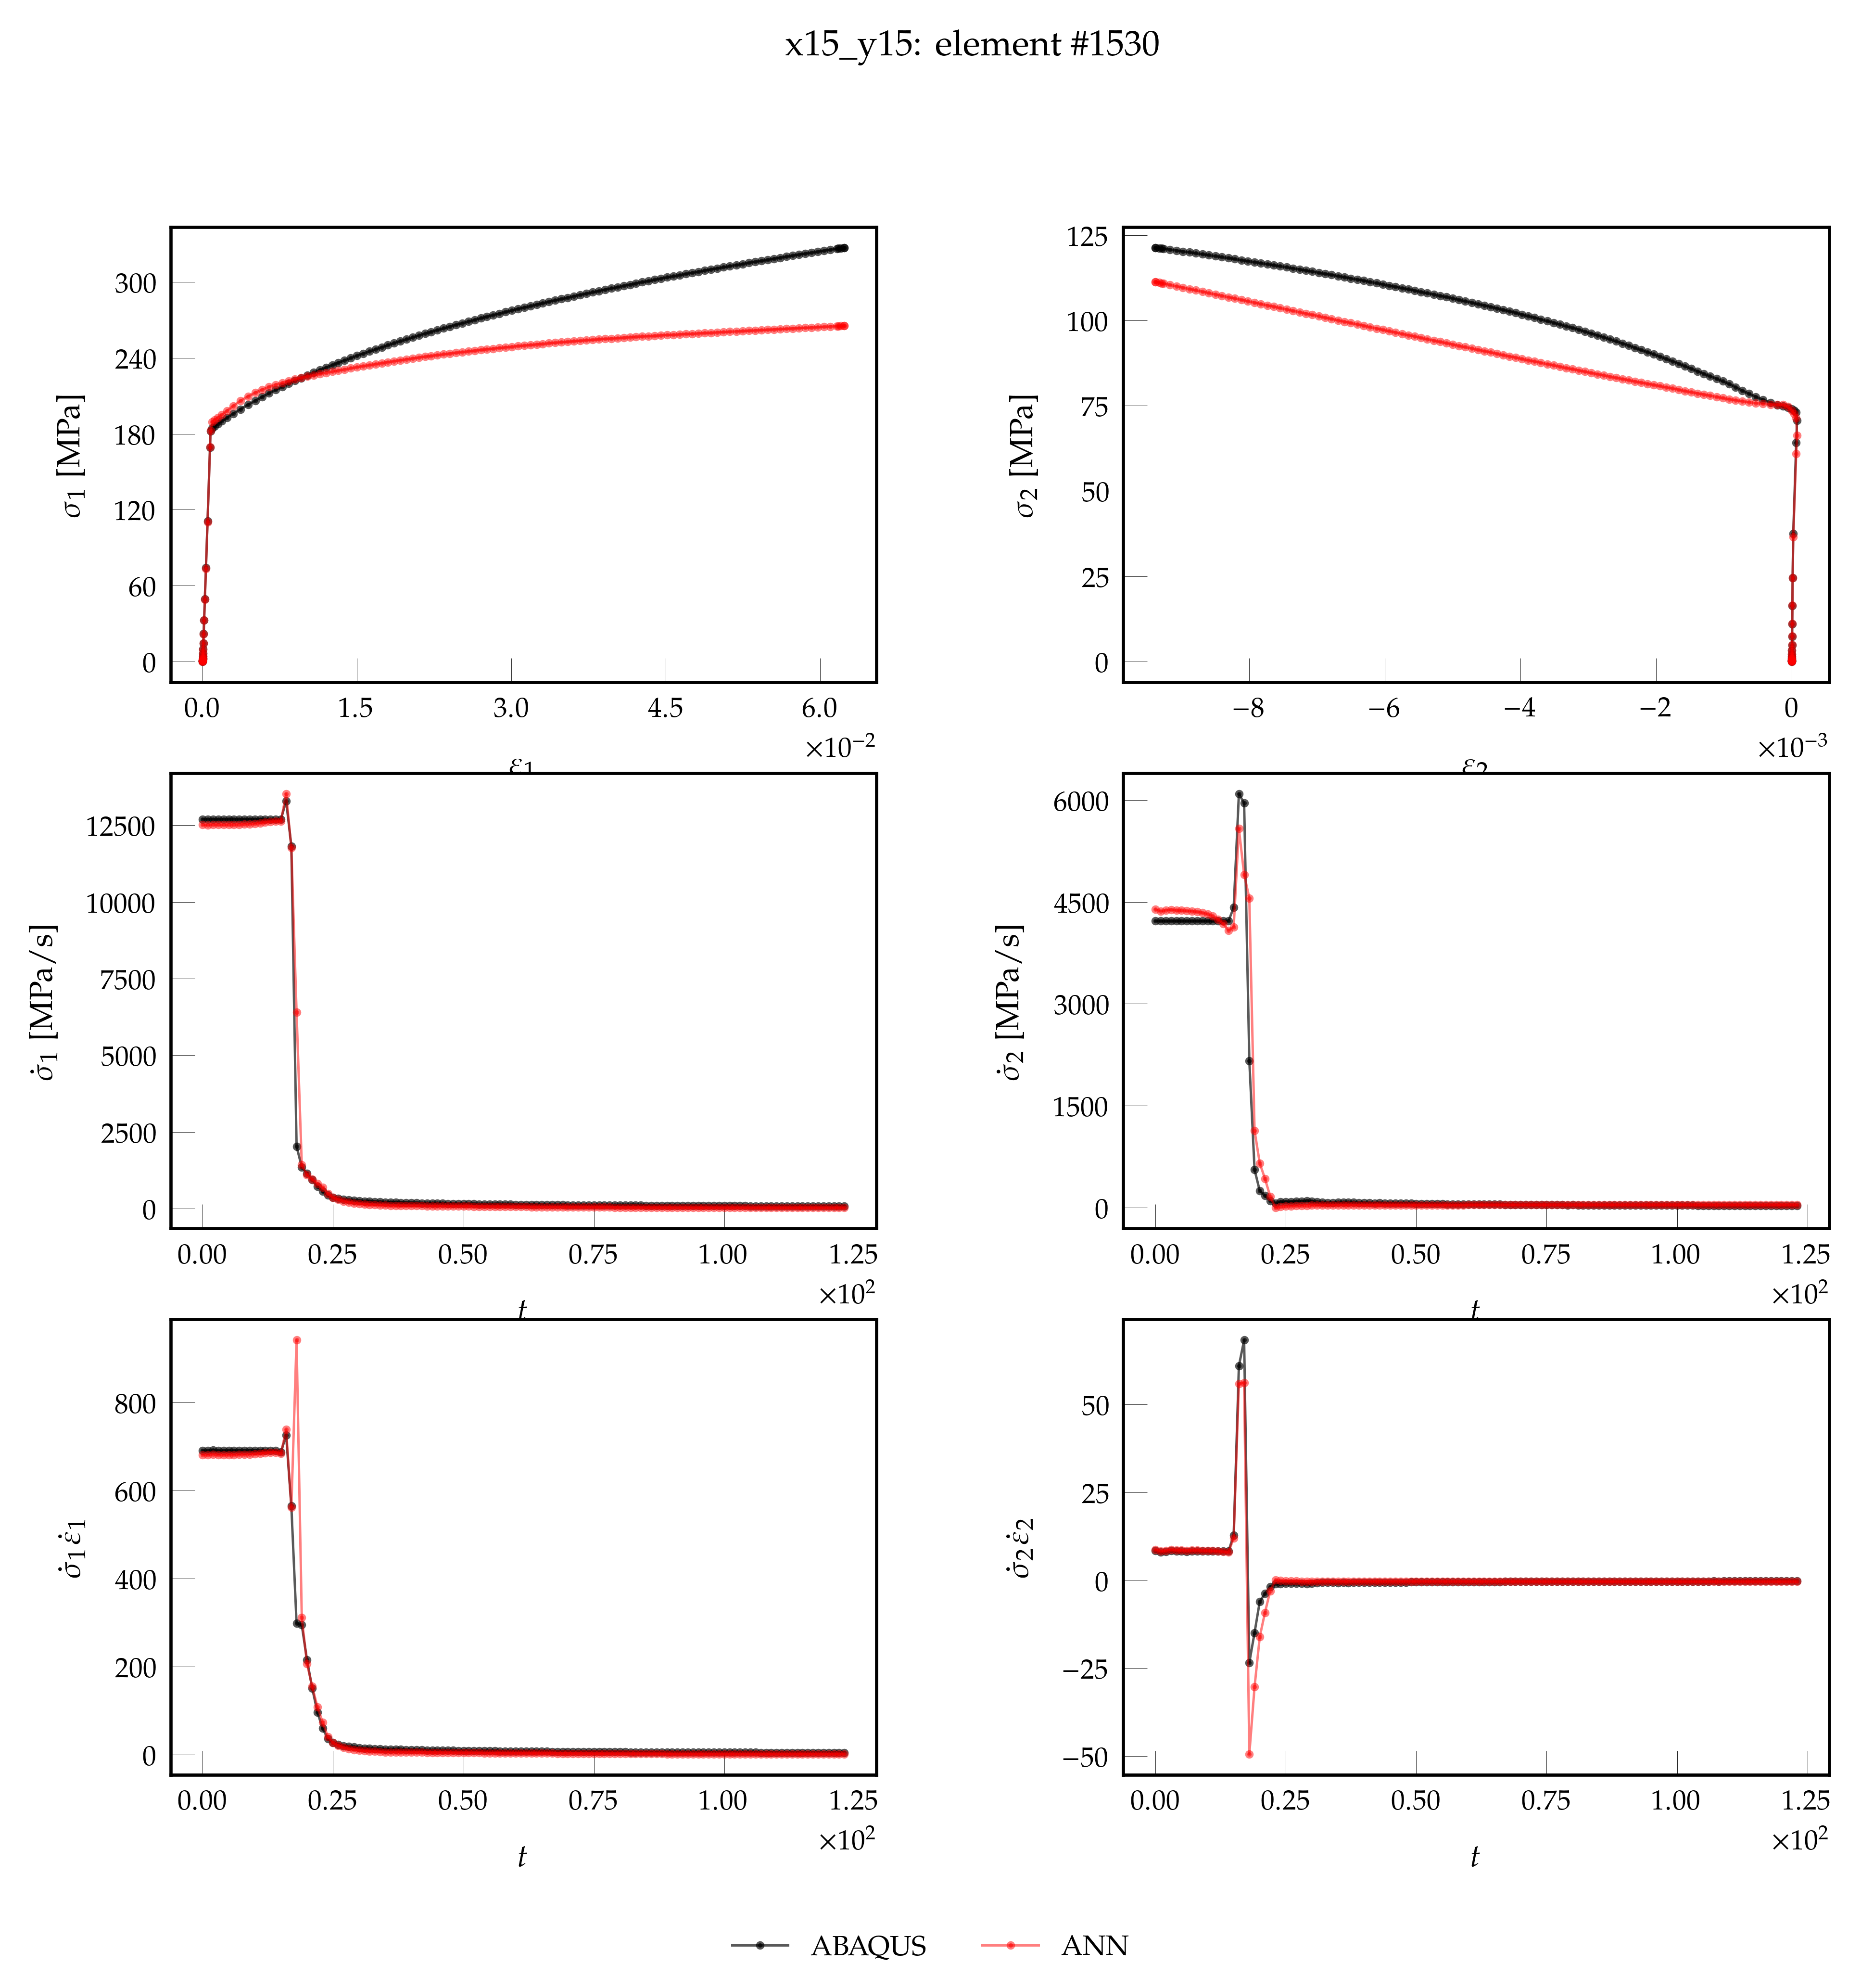 x15_y15: element #1530
σ₁ [MPa]
300
240
180
120
60
0
0.0 1.5 3.0 4.5 6.0
×10⁻²
ε₁
σ₂ [MPa]
125
100
75
50
25
0
−8 −6 −4 −2 0
×10⁻³
ε₂
σ̇₁ [MPa/s]
12500
10000
7500
5000
2500
0
0.00 0.25 0.50 0.75 1.00 1.25
×10²
t
σ̇₂ [MPa/s]
6000
4500
3000
1500
0
0.00 0.25 0.50 0.75 1.00 1.25
×10²
t
σ̇₁ε̇₁
800
600
400
200
0
0.00 0.25 0.50 0.75 1.00 1.25
×10²
t
σ̇₂ε̇₂
50
25
0
−25
−50
0.00 0.25 0.50 0.75 1.00 1.25
×10²
t
ABAQUS ANN